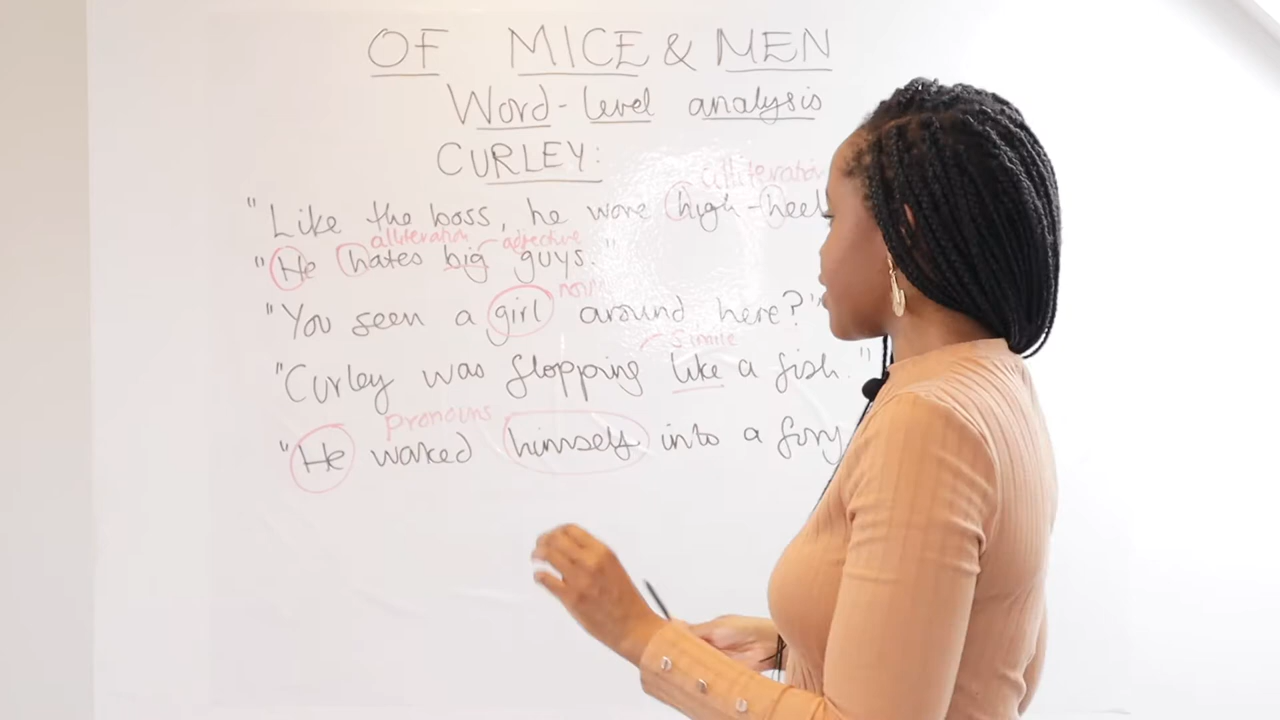 OF MICE & MEN
Word-level analysis
CURLEY:
alliteration
"Like the boss, he wore high-heel
alliteration adjective
"He hates big guys."
noun
"You seen a girl around here?"
simile
"Curley was flopping like a fish."
pronouns
"He worked himself into a fury